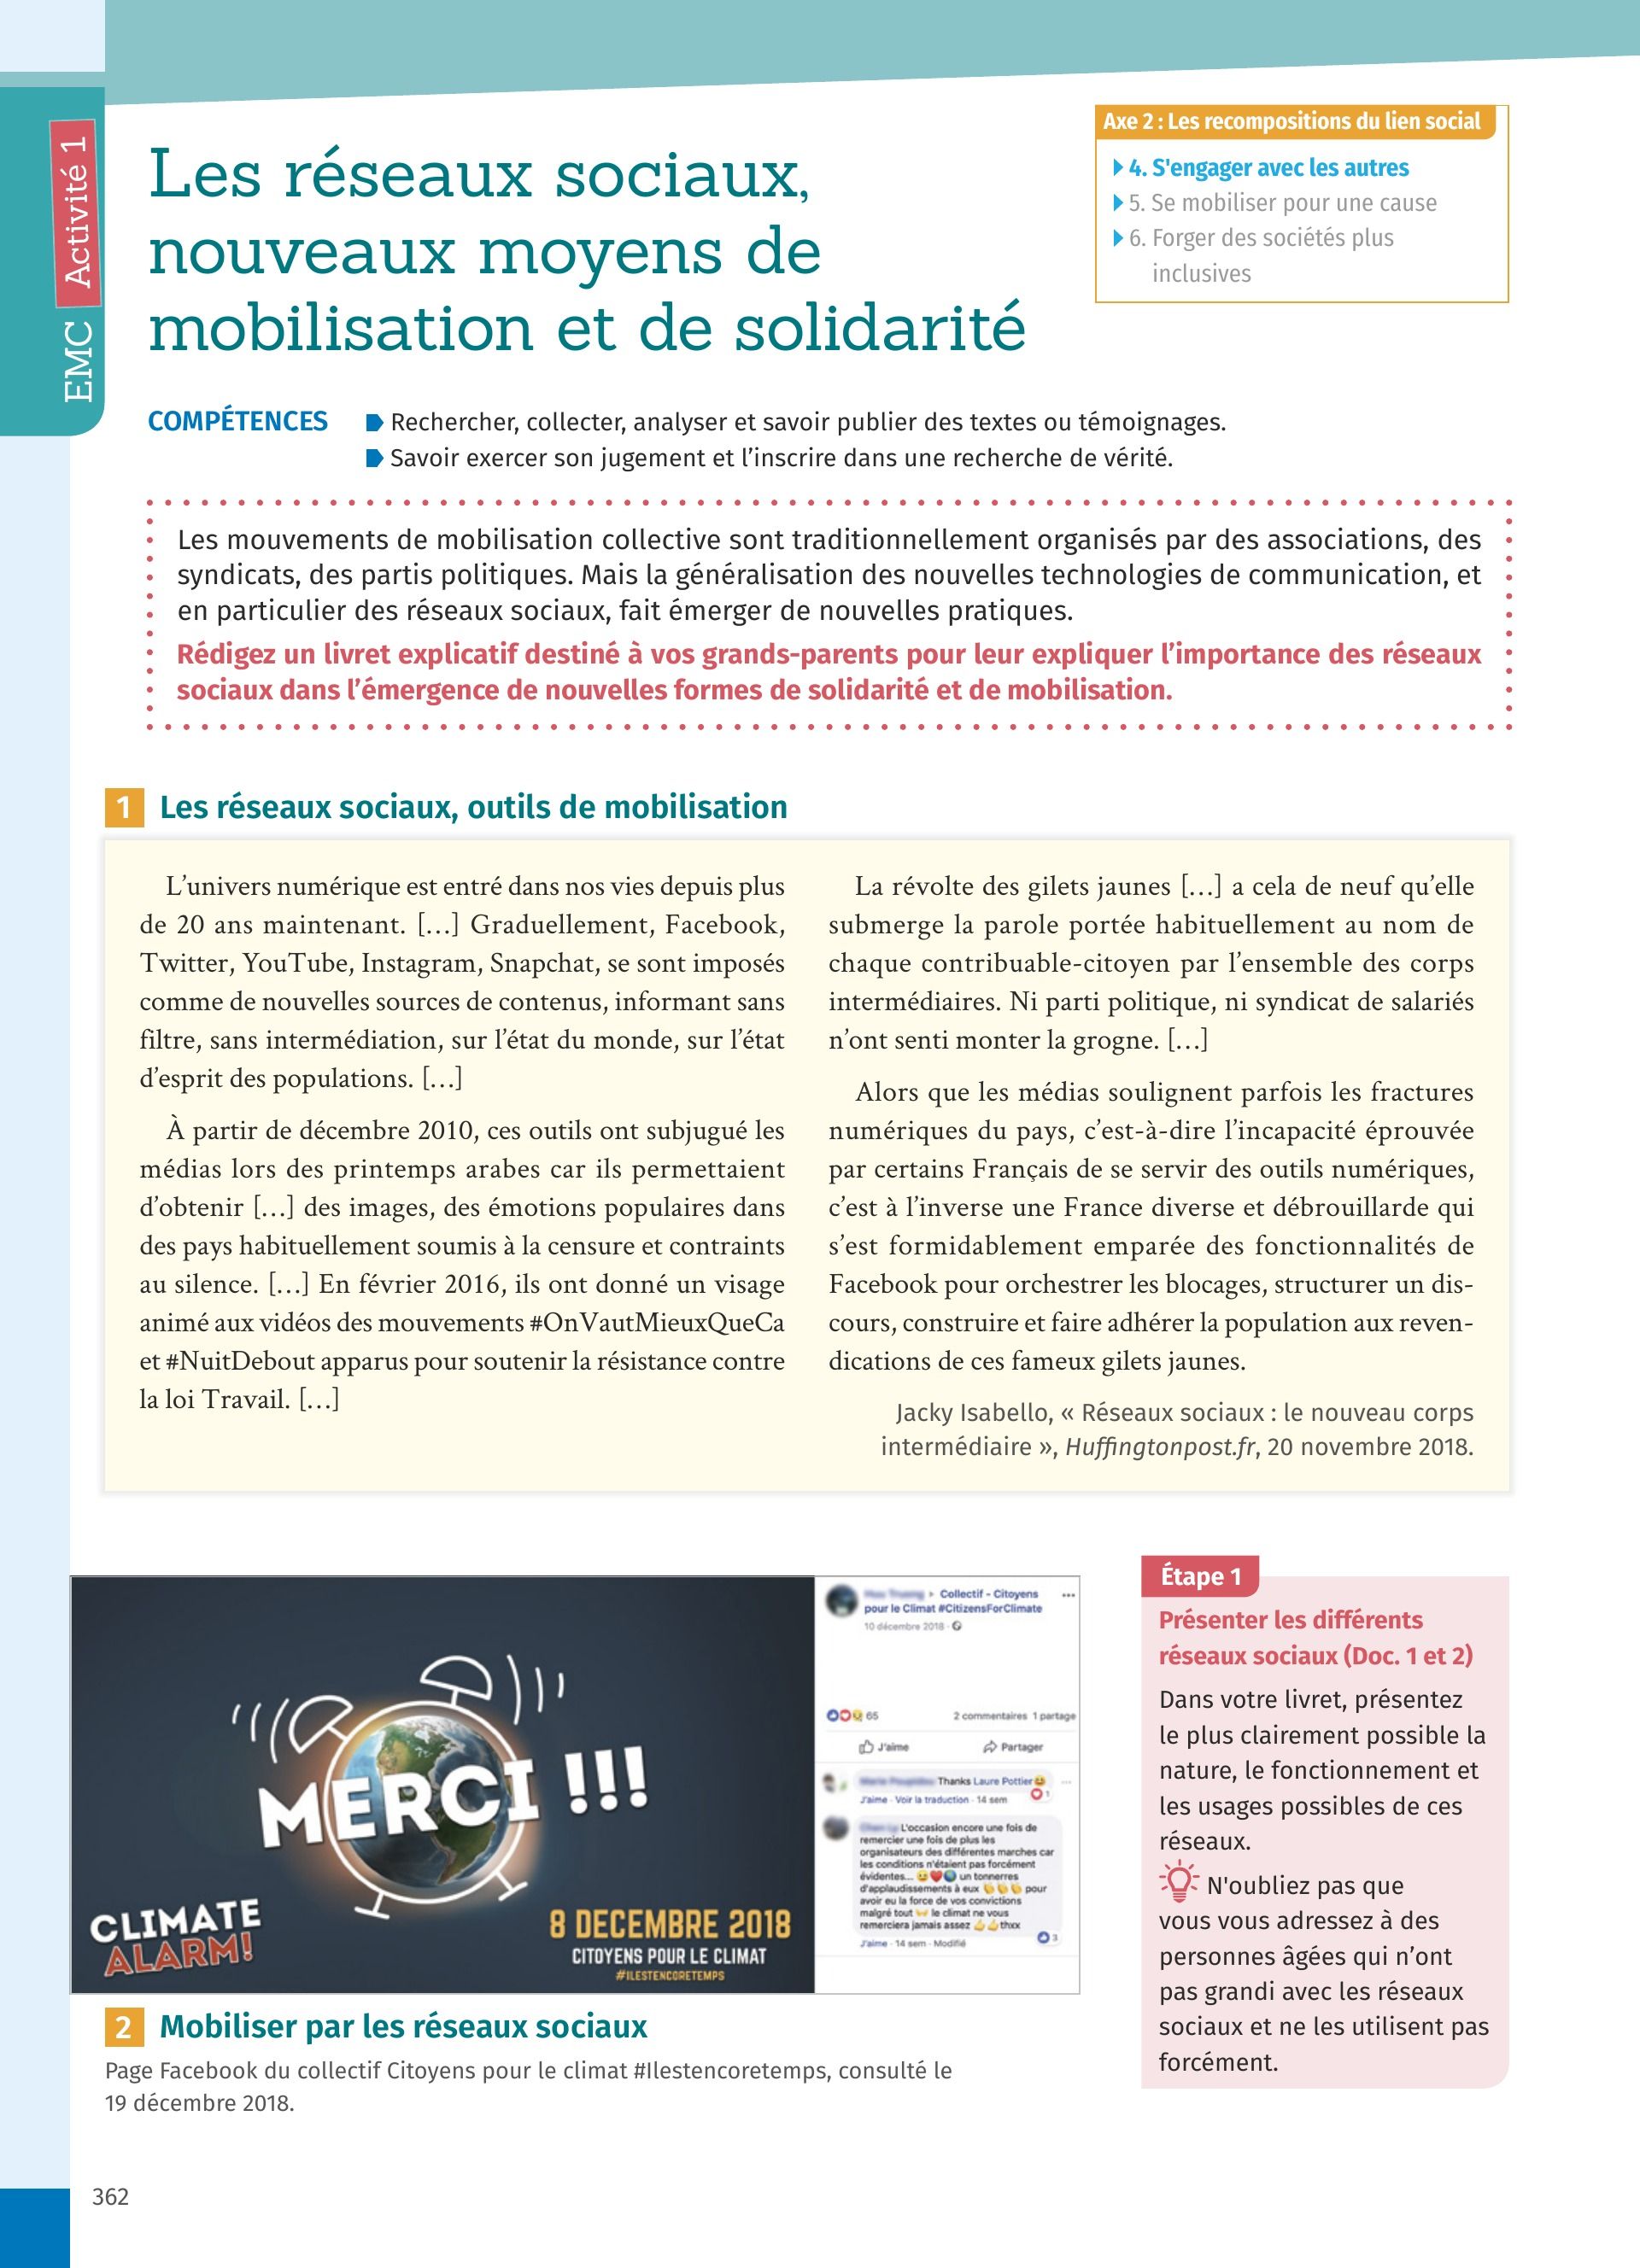 EMC Activité 1
Les réseaux sociaux,
nouveaux moyens de
mobilisation et de solidarité
Axe 2 : Les recompositions du lien social
4. S'engager avec les autres
5. Se mobiliser pour une cause
6. Forger des sociétés plus
inclusives
COMPÉTENCES
Rechercher, collecter, analyser et savoir publier des textes ou témoignages.
Savoir exercer son jugement et l’inscrire dans une recherche de vérité.
Les mouvements de mobilisation collective sont traditionnellement organisés par des associations, des
syndicats, des partis politiques. Mais la généralisation des nouvelles technologies de communication, et
en particulier des réseaux sociaux, fait émerger de nouvelles pratiques.
Rédigez un livret explicatif destiné à vos grands-parents pour leur expliquer l’importance des réseaux
sociaux dans l’émergence de nouvelles formes de solidarité et de mobilisation.
1 Les réseaux sociaux, outils de mobilisation
L’univers numérique est entré dans nos vies depuis plus
de 20 ans maintenant. […] Graduellement, Facebook,
Twitter, YouTube, Instagram, Snapchat, se sont imposés
comme de nouvelles sources de contenus, informant sans
filtre, sans intermédiation, sur l’état du monde, sur l’état
d’esprit des populations. […]
À partir de décembre 2010, ces outils ont subjugué les
médias lors des printemps arabes car ils permettaient
d’obtenir […] des images, des émotions populaires dans
des pays habituellement soumis à la censure et contraints
au silence. […] En février 2016, ils ont donné un visage
animé aux vidéos des mouvements #OnVautMieuxQueCa
et #NuitDebout apparus pour soutenir la résistance contre
la loi Travail. […]
La révolte des gilets jaunes […] a cela de neuf qu’elle
submerge la parole portée habituellement au nom de
chaque contribuable-citoyen par l’ensemble des corps
intermédiaires. Ni parti politique, ni syndicat de salariés
n’ont senti monter la grogne. […]
Alors que les médias soulignent parfois les fractures
numériques du pays, c’est-à-dire l’incapacité éprouvée
par certains Français de se servir des outils numériques,
c’est à l’inverse une France diverse et débrouillarde qui
s’est formidablement emparée des fonctionnalités de
Facebook pour orchestrer les blocages, structurer un dis-
cours, construire et faire adhérer la population aux reven-
dications de ces fameux gilets jaunes.
Jacky Isabello, « Réseaux sociaux : le nouveau corps
intermédiaire », Huffingtonpost.fr, 20 novembre 2018.
MERCI !!!
CLIMATE
ALARM!
8 DECEMBRE 2018
CITOYENS POUR LE CLIMAT
#ILESTENCORETEMPS
Collectif - Citoyens
pour le Climat #CitizensForClimate
10 décembre 2018
65 2 commentaires 1 partage
J'aime Partager
Thanks Laure Pottier
1
J'aime · Voir la traduction · 14 sem
L'occasion encore une fois de
remercier une fois de plus les
organisateurs des différentes marches car
les conditions n'étaient pas forcément
évidentes... un tonnerres
d'applaudissements à eux pour
avoir eu la force de vos convictions
malgré tout le climat ne vous
remerciera jamais assez thxx
3
J'aime · 14 sem · Modifié
2 Mobiliser par les réseaux sociaux
Page Facebook du collectif Citoyens pour le climat #Ilestencoretemps, consulté le
19 décembre 2018.
Étape 1
Présenter les différents
réseaux sociaux (Doc. 1 et 2)
Dans votre livret, présentez
le plus clairement possible la
nature, le fonctionnement et
les usages possibles de ces
réseaux.
N'oubliez pas que
vous vous adressez à des
personnes âgées qui n’ont
pas grandi avec les réseaux
sociaux et ne les utilisent pas
forcément.
362